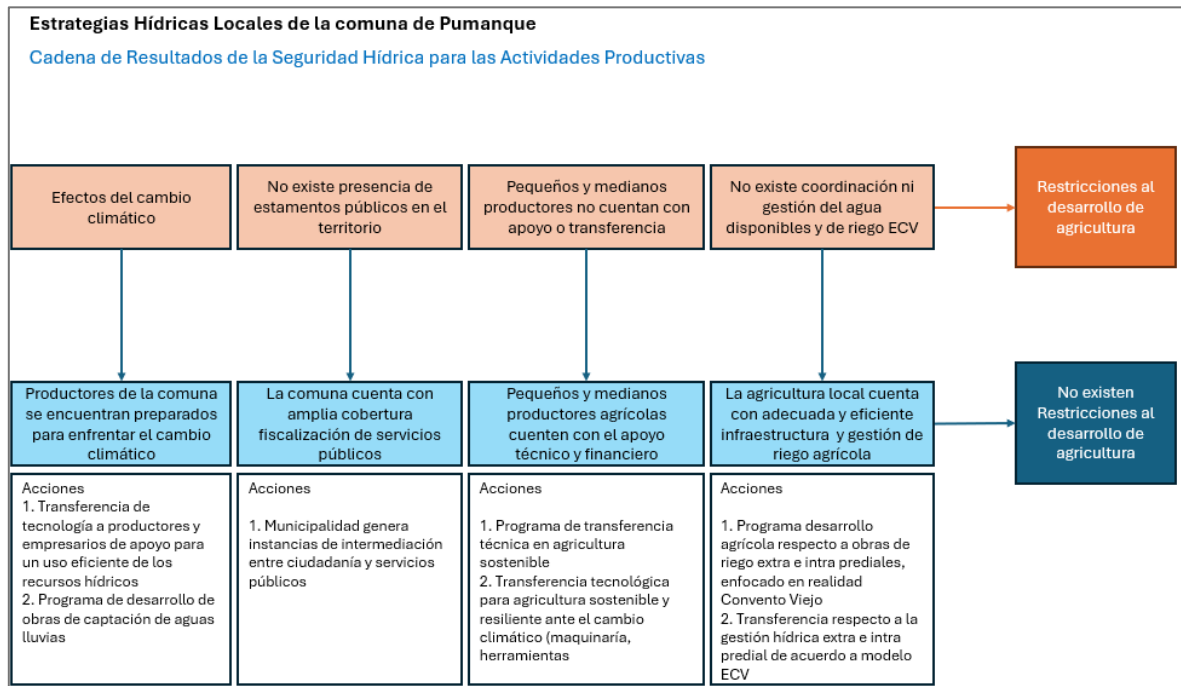 Estrategias Hídricas Locales de la comuna de Pumanque
Cadena de Resultados de la Seguridad Hídrica para las Actividades Productivas
Efectos del cambio
climático
No existe presencia de
estamentos públicos en el
territorio
Pequeños y medianos
productores no cuentan con
apoyo o transferencia
No existe coordinación ni
gestión del agua
disponibles y de riego ECV
Restricciones al
desarrollo de
agricultura
Productores de la comuna
se encuentran preparados
para enfrentar el cambio
climático
La comuna cuenta con
amplia cobertura
fiscalización de servicios
públicos
Pequeños y medianos
productores agrícolas
cuenten con el apoyo
técnico y financiero
La agricultura local cuenta
con adecuada y eficiente
infraestructura y gestión de
riego agrícola
No existen
Restricciones al
desarrollo de
agricultura
Acciones
1. Transferencia de
tecnología a productores y
empresarios de apoyo para
un uso eficiente de los
recursos hídricos
2. Programa de desarrollo de
obras de captación de aguas
lluvias
Acciones
1. Municipalidad genera
instancias de intermediación
entre ciudadanía y servicios
públicos
Acciones
1. Programa de transferencia
técnica en agricultura
sostenible
2. Transferencia tecnológica
para agricultura sostenible y
resiliente ante el cambio
climático (maquinaría,
herramientas
Acciones
1. Programa desarrollo
agrícola respecto a obras de
riego extra e intra prediales,
enfocado en realidad
Convento Viejo
2. Transferencia respecto a la
gestión hídrica extra e intra
predial de acuerdo a modelo
ECV